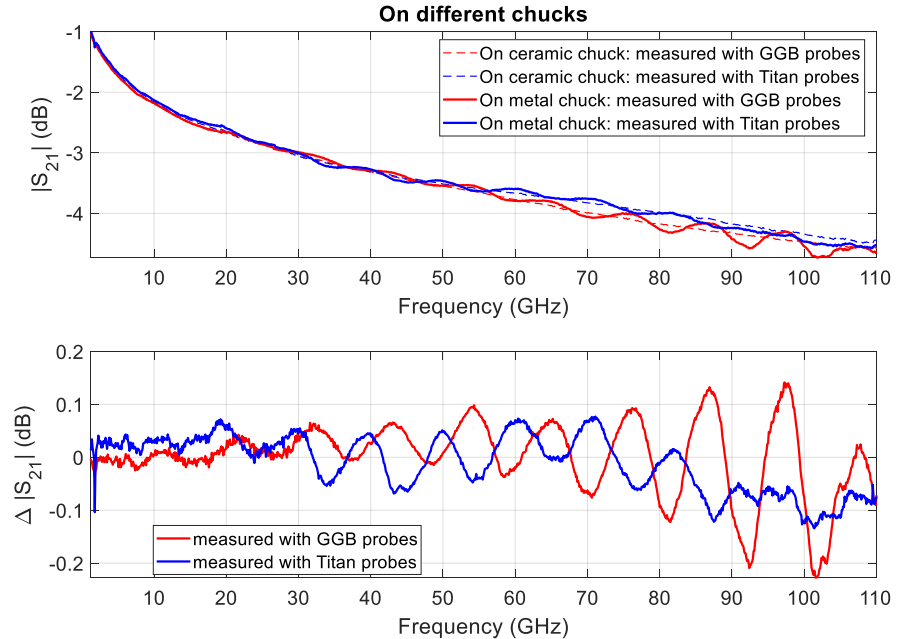 On different chucks
|S21| (dB)
-1
-2
-3
-4
On ceramic chuck: measured with GGB probes
On ceramic chuck: measured with Titan probes
On metal chuck: measured with GGB probes
On metal chuck: measured with Titan probes
10 20 30 40 50 60 70 80 90 100 110
Frequency (GHz)
Δ |S21| (dB)
0.2
0.1
0
-0.1
-0.2
measured with GGB probes
measured with Titan probes
10 20 30 40 50 60 70 80 90 100 110
Frequency (GHz)